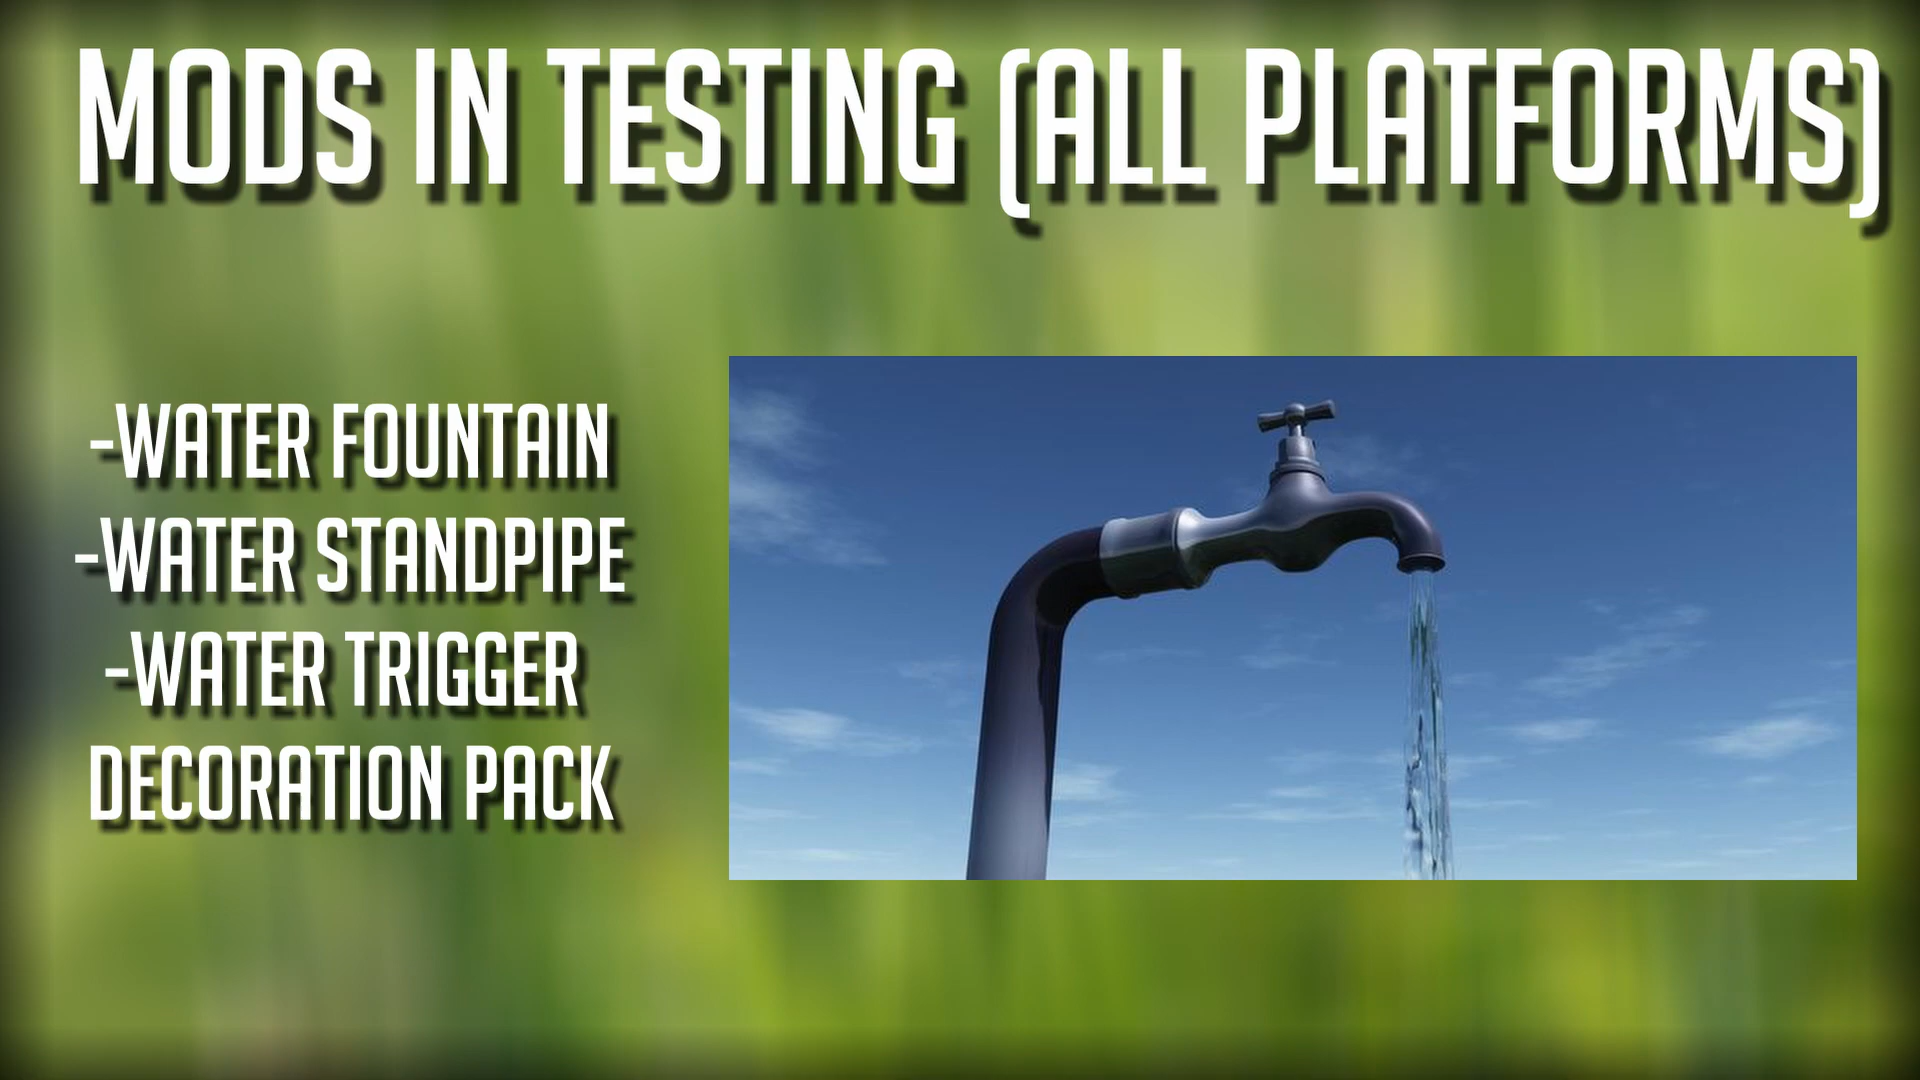 MODS IN TESTING (ALL PLATFORMS)
-WATER FOUNTAIN
-WATER STANDPIPE
-WATER TRIGGER
DECORATION PACK